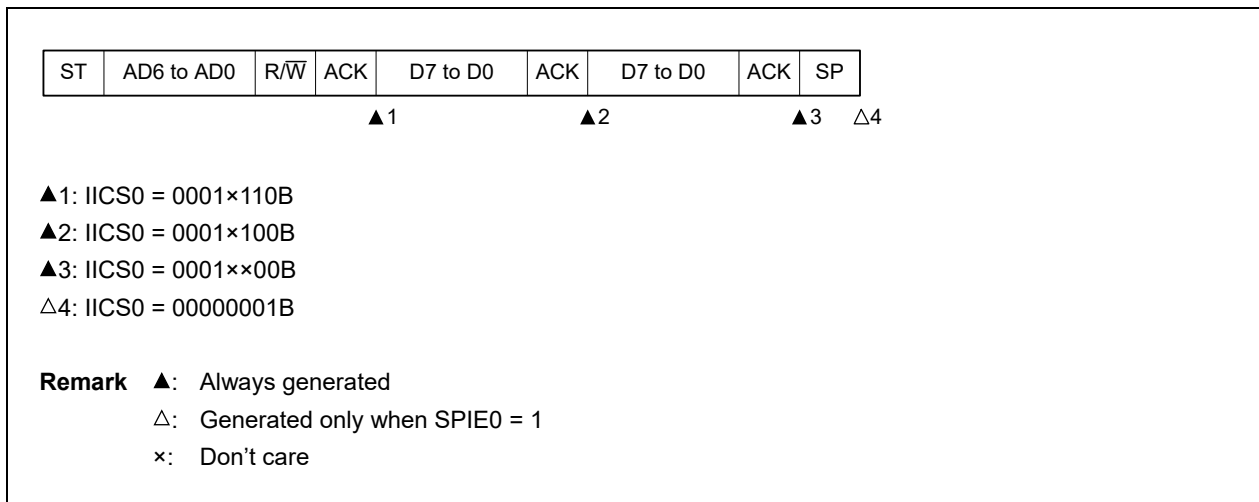 ST AD6 to AD0 R/W̅ ACK D7 to D0 ACK D7 to D0 ACK SP
▲1 ▲2 ▲3 △4
▲1: IICS0 = 0001×110B
▲2: IICS0 = 0001×100B
▲3: IICS0 = 0001××00B
△4: IICS0 = 00000001B
Remark ▲: Always generated
△: Generated only when SPIE0 = 1
×: Don't care